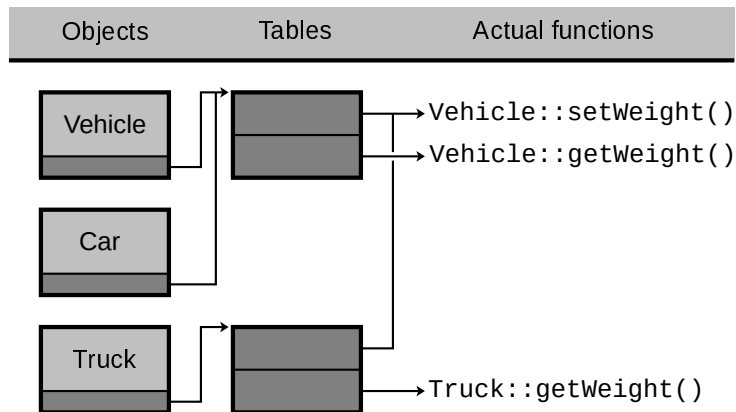 Objects Tables Actual functions
Vehicle
Vehicle::setWeight()
Vehicle::getWeight()
Car
Truck
Truck::getWeight()